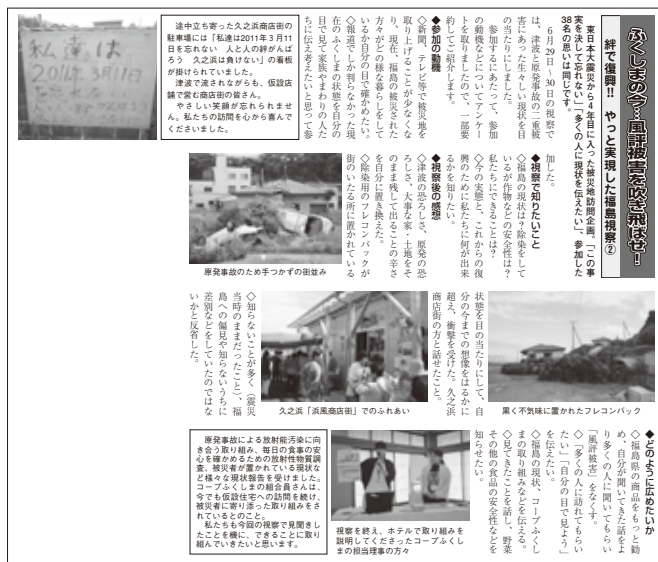 ふくしまの今…風評被害を吹き飛ばせ！
絆で復興!! やっと実現した福島視察②
東日本大震災から4年目に入った被災地訪問企画。「この事
実を決して忘れない」「多くの人に現状を伝えたい」、参加した
38名の思いは同じです。
6月29日～30日の視察で
は、津波と原発事故の二重被
害にあった生々しい現状を目
の当たりにしました。
参加するにあたって、参加
の動機などについてアンケー
トを取りましたので、一部要
約してご紹介します。
◆参加の動機
◇新聞、テレビ等で被災地を
取り上げることが少なくな
り、現在、福島の被災された
方々がどの様な暮らしをして
いるか自分の目で確かめたい。
◇報道でしか判らなかった現
在のふくしまの状態を自分の
目で見て家族やまわりの人た
ちに伝え考えたいと思って参
加した。
◆視察で知りたいこと
◇福島の現状は？除染をして
いるが作物などの安全性は？
私たちにできることは？
◇今の実態と、これからの復
興のために私たちに何が出来
るかを知りたい。
◆視察後の感想
◇津波の恐ろしさ、原発の恐
ろしさ、大事な家・土地をそ
のまま残して出ることの辛さ
を自分に置き換えた。
◇除染用のフレコンバックが
街のいたる所に置かれている
状態を目の当たりにして、自
分の今までの想像をはるかに
超え、衝撃を受けた。久之浜
商店街の方と話せたこと。
◇知らないことが多く（震災
当時のままだったこと）、福
島への偏見や知らないうちに
差別などをしていたのではな
いかと反省した。
◆どのように広めたいか
◇福島県の商品をもっと勧
め、自分が聞いてきた話をよ
り多くの人に聞いてもらい
「風評被害」をなくす。
◇「多くの人に訪れてもらい
たい」「自分の目で見よう」
を伝えたい。
◇福島の現状、コープふくし
まの取り組みなどを伝える。
◇見てきたことを話し、野菜
その他の食品の安全性などを
知らせたい。
私達は
2011年3月11
途中立ち寄った久之浜商店街の
駐車場には「私達は2011年3月11
日を忘れない 人と人の絆がんば
ろう 久之浜は負けない」の看板
が掛けられていました。
津波で流されながらも、仮設店
舗で営む商店街の皆さん。
やさしい笑顔が忘れられませ
ん。私たちの訪問を心から喜んで
くださいました。
原発事故のため手つかずの街並み
久之浜「浜風商店街」でのふれあい
黒く不気味に置かれたフレコンバック
視察を終え、ホテルで取り組みを
説明してくださったコープふくし
まの担当理事の方々
原発事故による放射能汚染に向
き合う取り組み、毎日の食事の安
心を確かめるための放射性物質調
査、被災者が置かれている現状な
ど様々な現状報告を受けました。
コープふくしまの組合員さんは、
今でも仮設住宅への訪問を続け、
被災者に寄り添った取り組みをさ
れているとのこと。
私たちも今回の視察で見聞きし
たことを機に、できることに取り
組んでいきたいと思います。